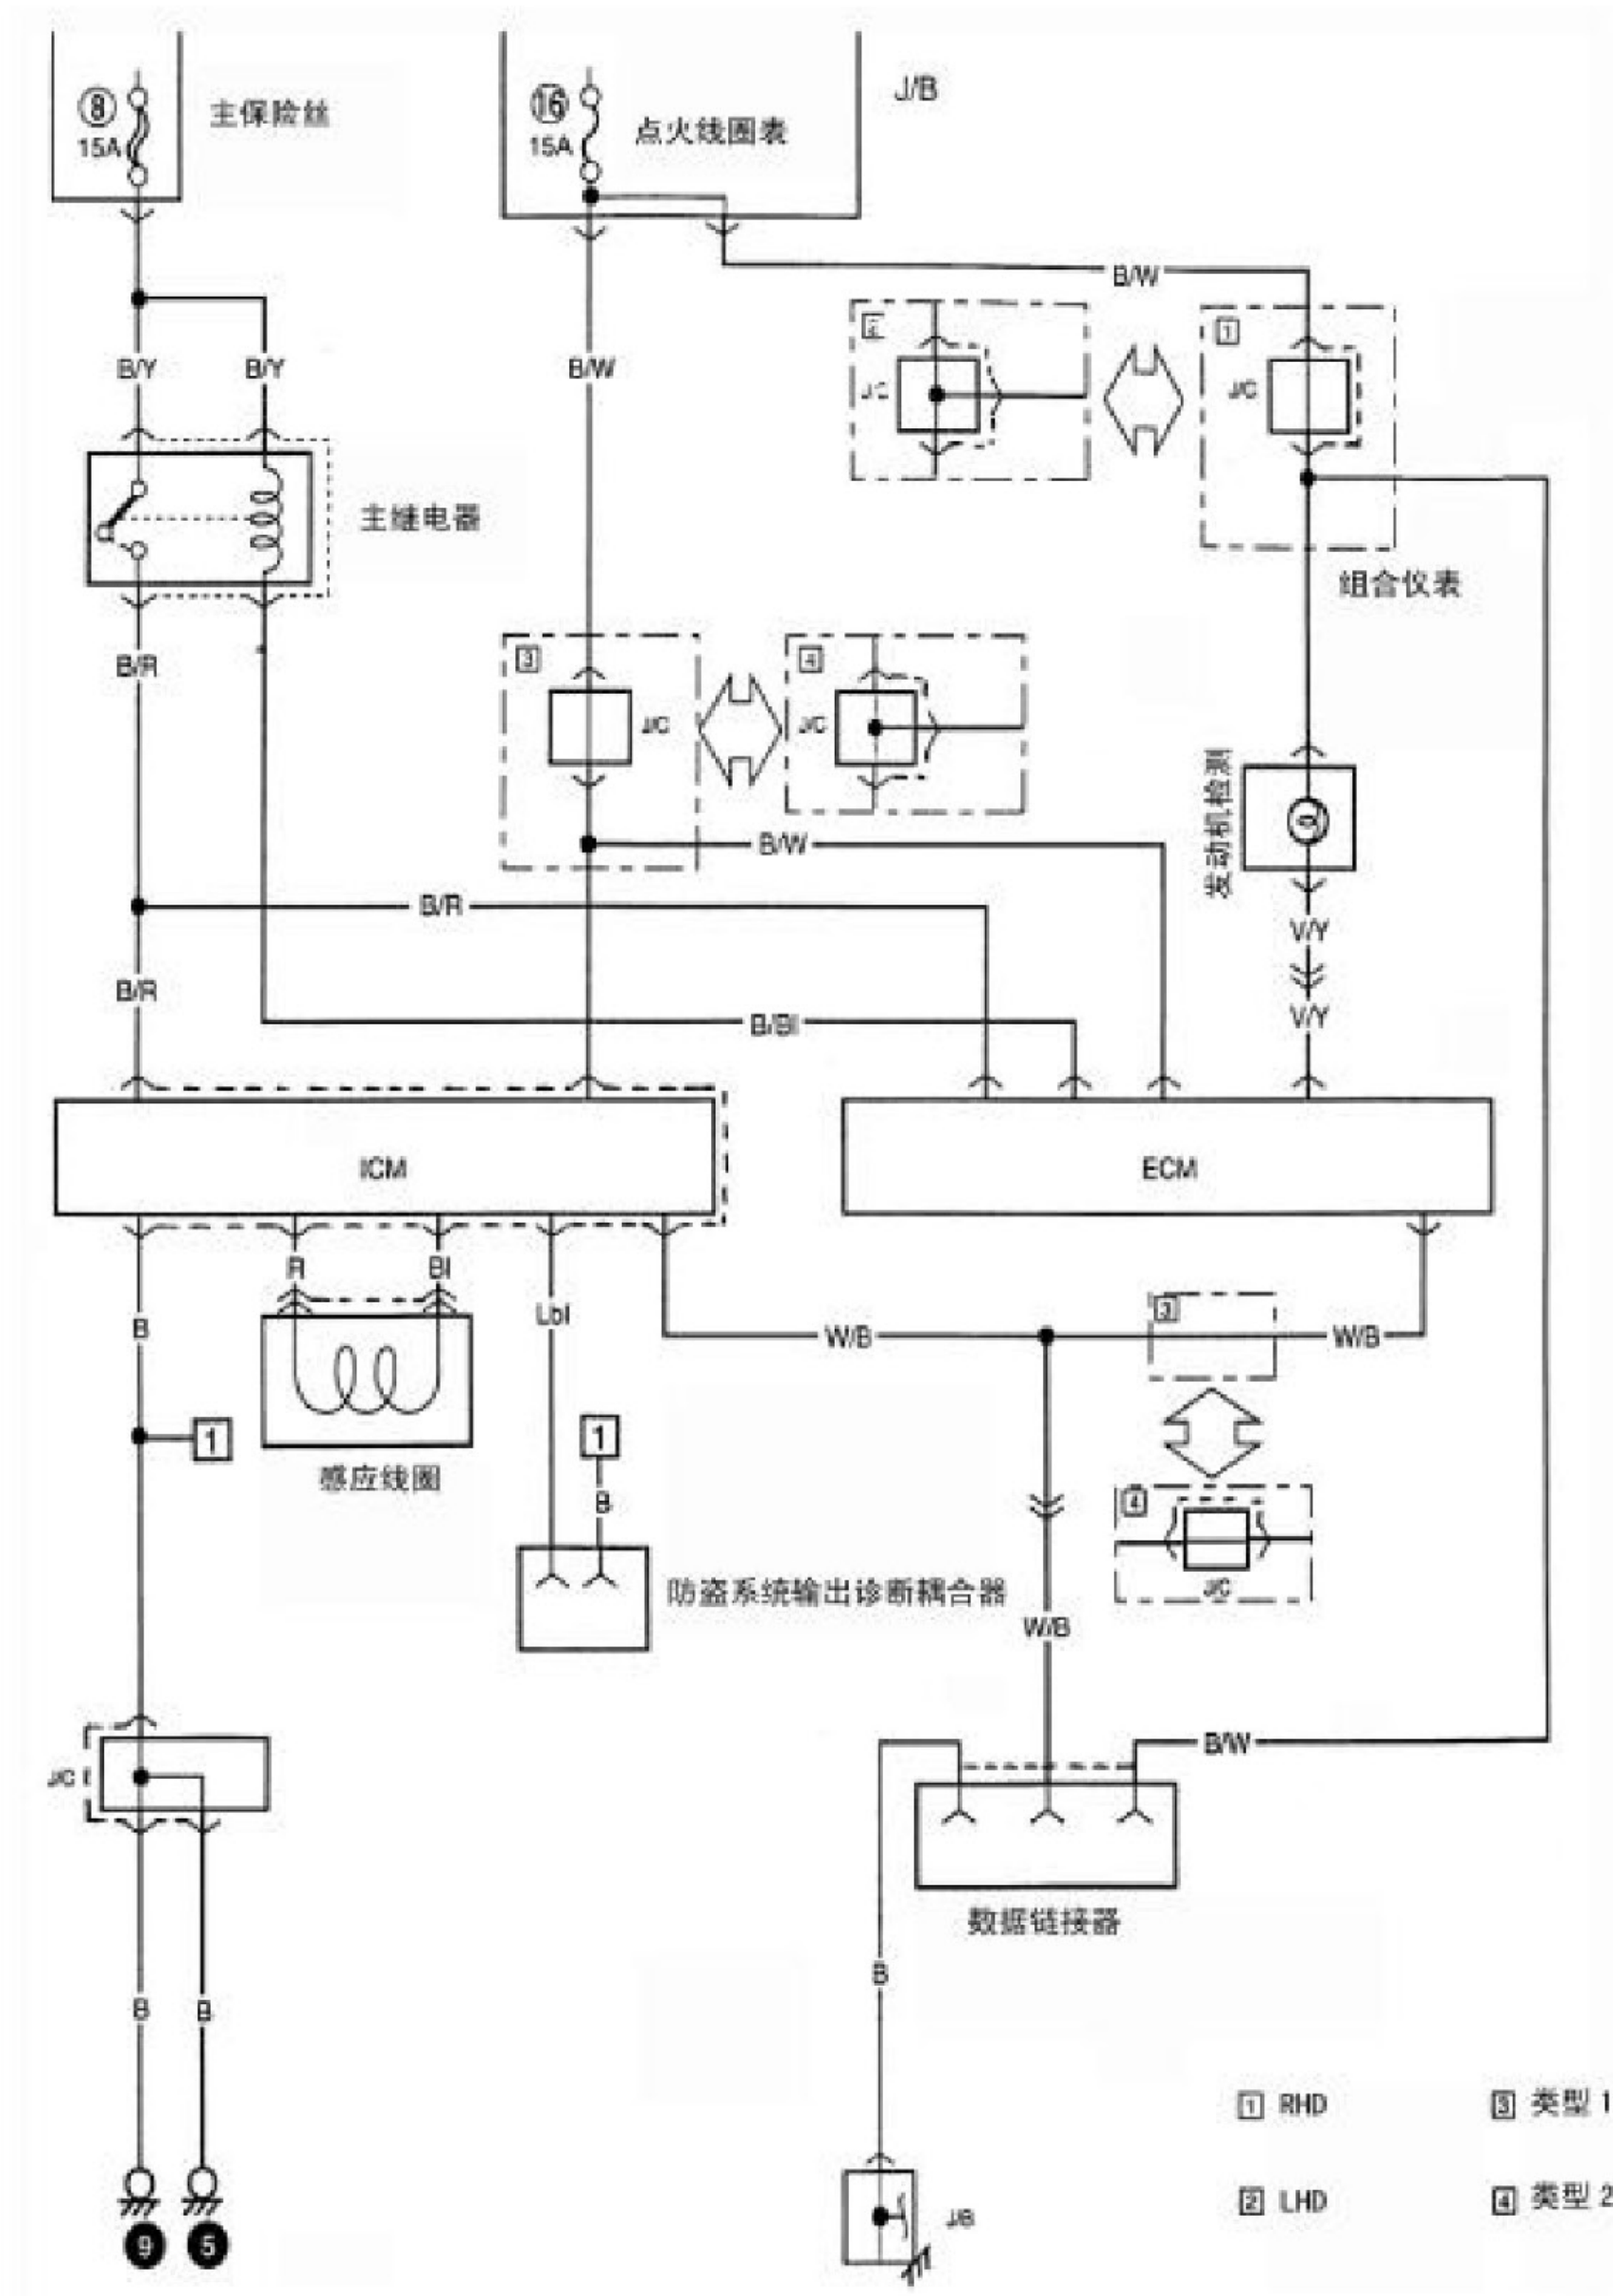 8
15A
主保险丝
16
15A
点火线圈表
J/B
B/W
B/Y
B/Y
B/W
1
J/C
主继电器
组合仪表
B/R
3
J/C
4
J/C
发动机检测
B/W
B/R
V/Y
B/R
B/Bl
V/Y
ICM
ECM
R
Bl
B
Lbl
3
W/B
W/B
1
1
感应线圈
B
4
J/C
防盗系统输出诊断耦合器
W/B
B/W
J/C
数据链接器
B
B
B
1 RHD
3 类型 1
2 LHD
4 类型 2
J/B
9
5